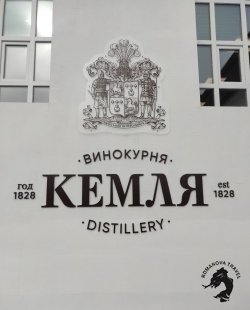 ·ВИНОКУРНЯ·
год
1828
КЕМЛЯ
est
1828
·DISTILLERY·
ROMANOVA TRAVEL